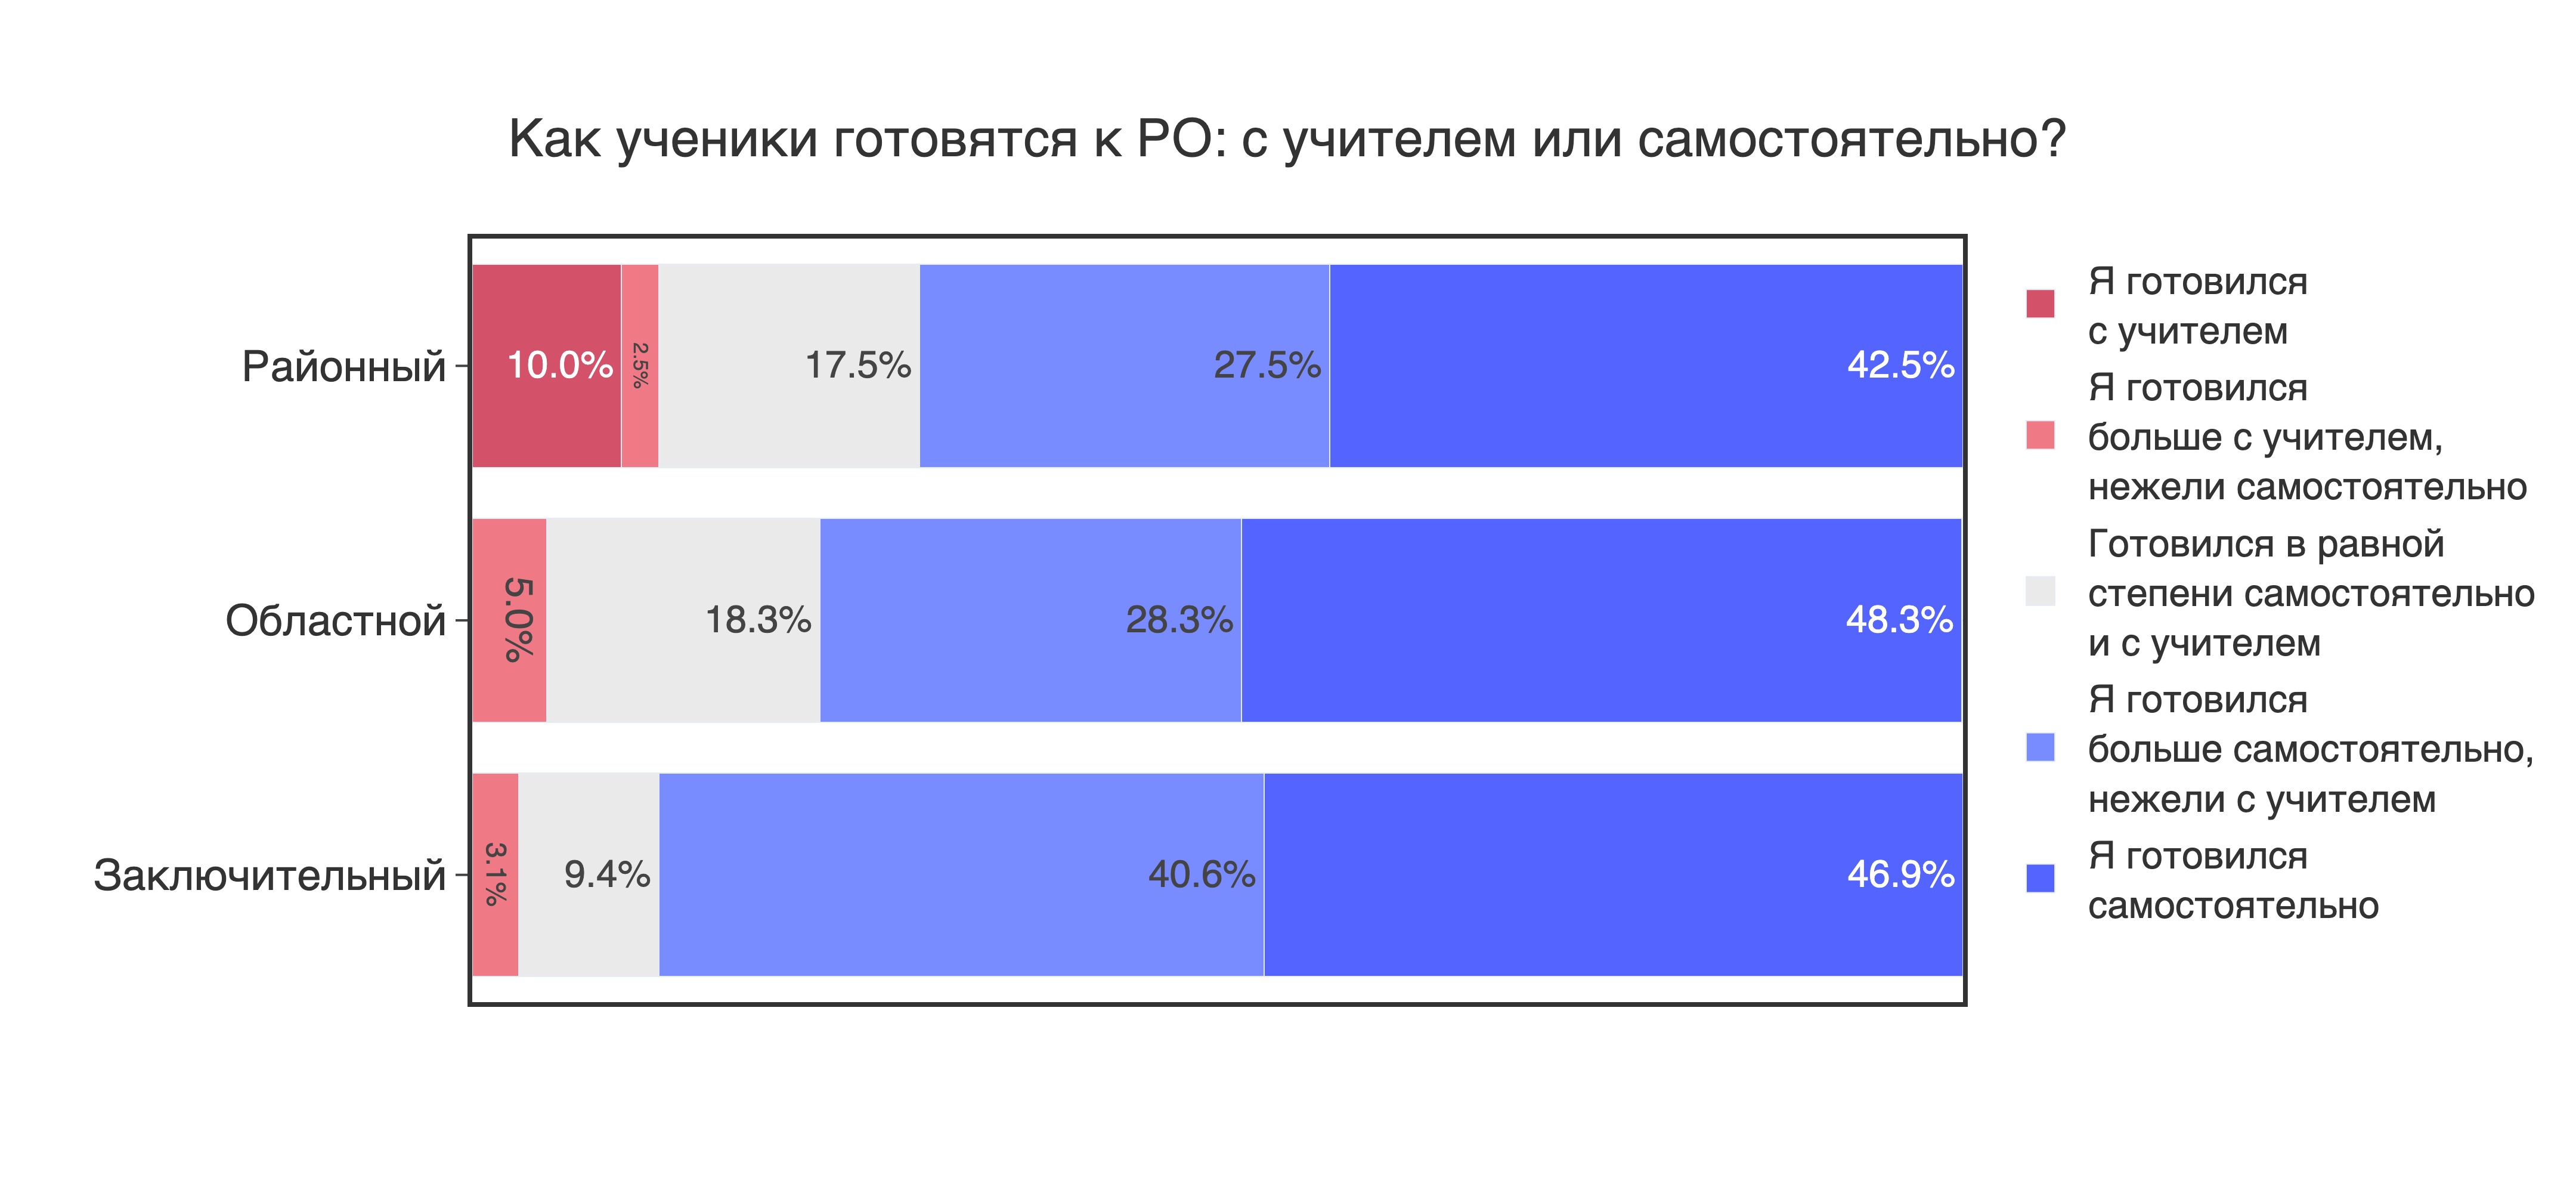 Как ученики готовятся к РО: с учителем или самостоятельно?
Районный
10.0%
2.5%
17.5%
27.5%
42.5%
Областной
5.0%
18.3%
28.3%
48.3%
Заключительный
3.1%
9.4%
40.6%
46.9%
Я готовился
с учителем
Я готовился
больше с учителем,
нежели самостоятельно
Готовился в равной
степени самостоятельно
и с учителем
Я готовился
больше самостоятельно,
нежели с учителем
Я готовился
самостоятельно